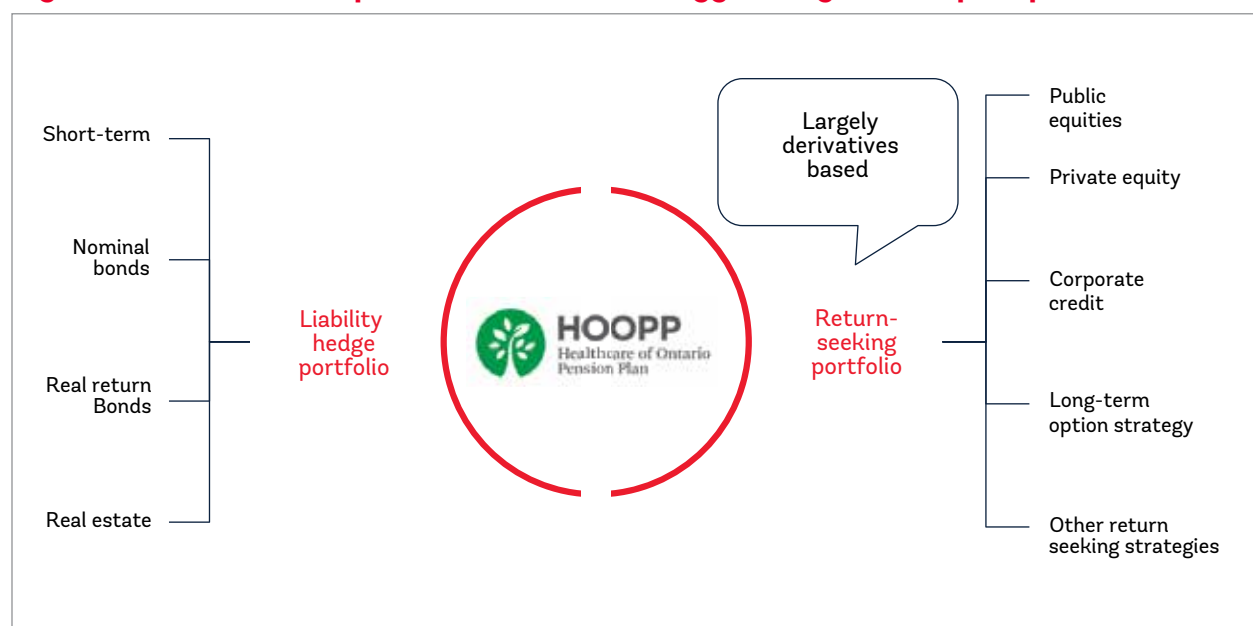 Short-term
Nominal
bonds
Real return
Bonds
Real estate
Liability
hedge
portfolio
HOOPP
Healthcare of Ontario
Pension Plan
Largely
derivatives
based
Return-
seeking
portfolio
Public
equities
Private equity
Corporate
credit
Long-term
option strategy
Other return
seeking strategies